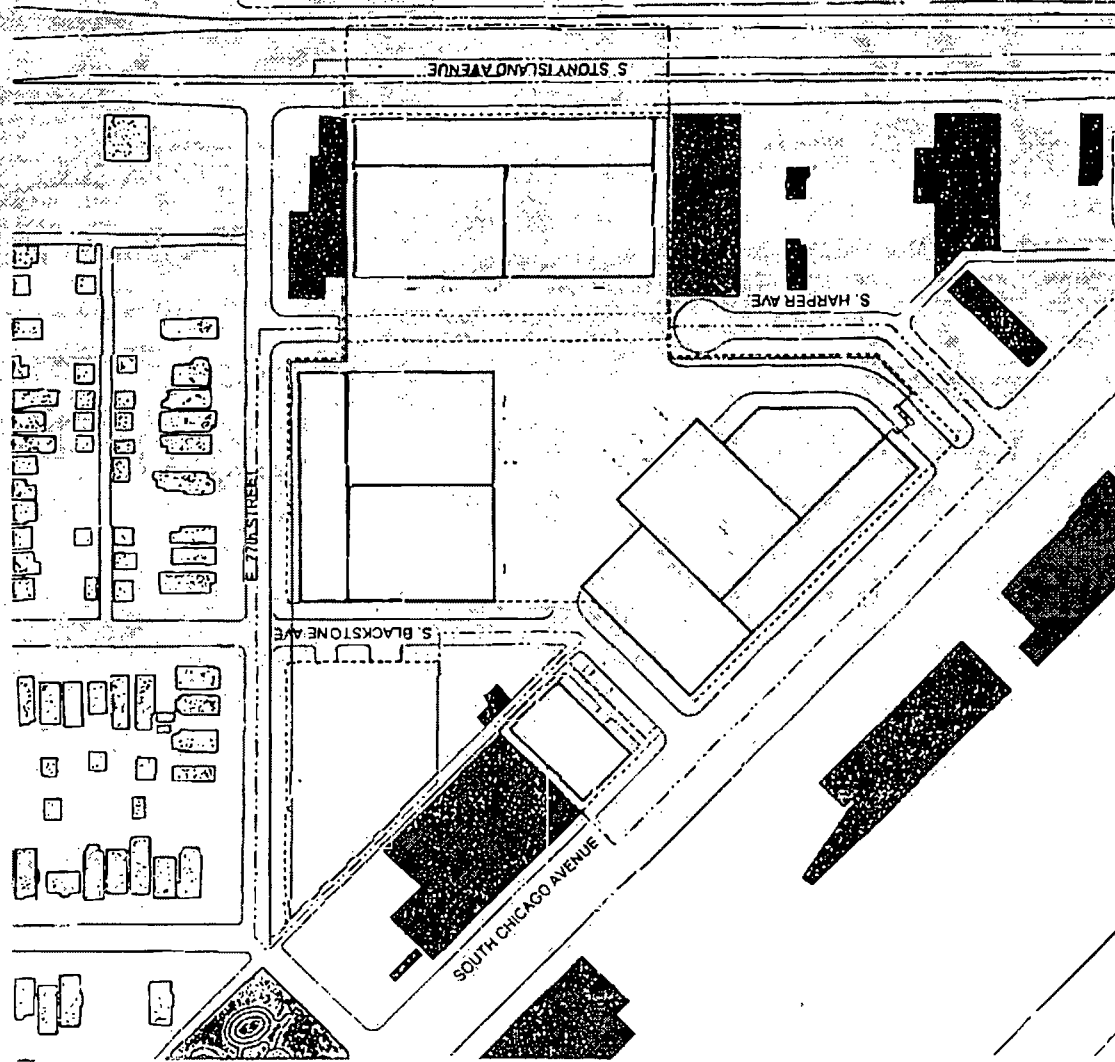 S. STONY ISLAND AVENUE
S. HARPER AVE
E. 77th STREET
S. BLACKSTONE AVE
SOUTH CHICAGO AVENUE